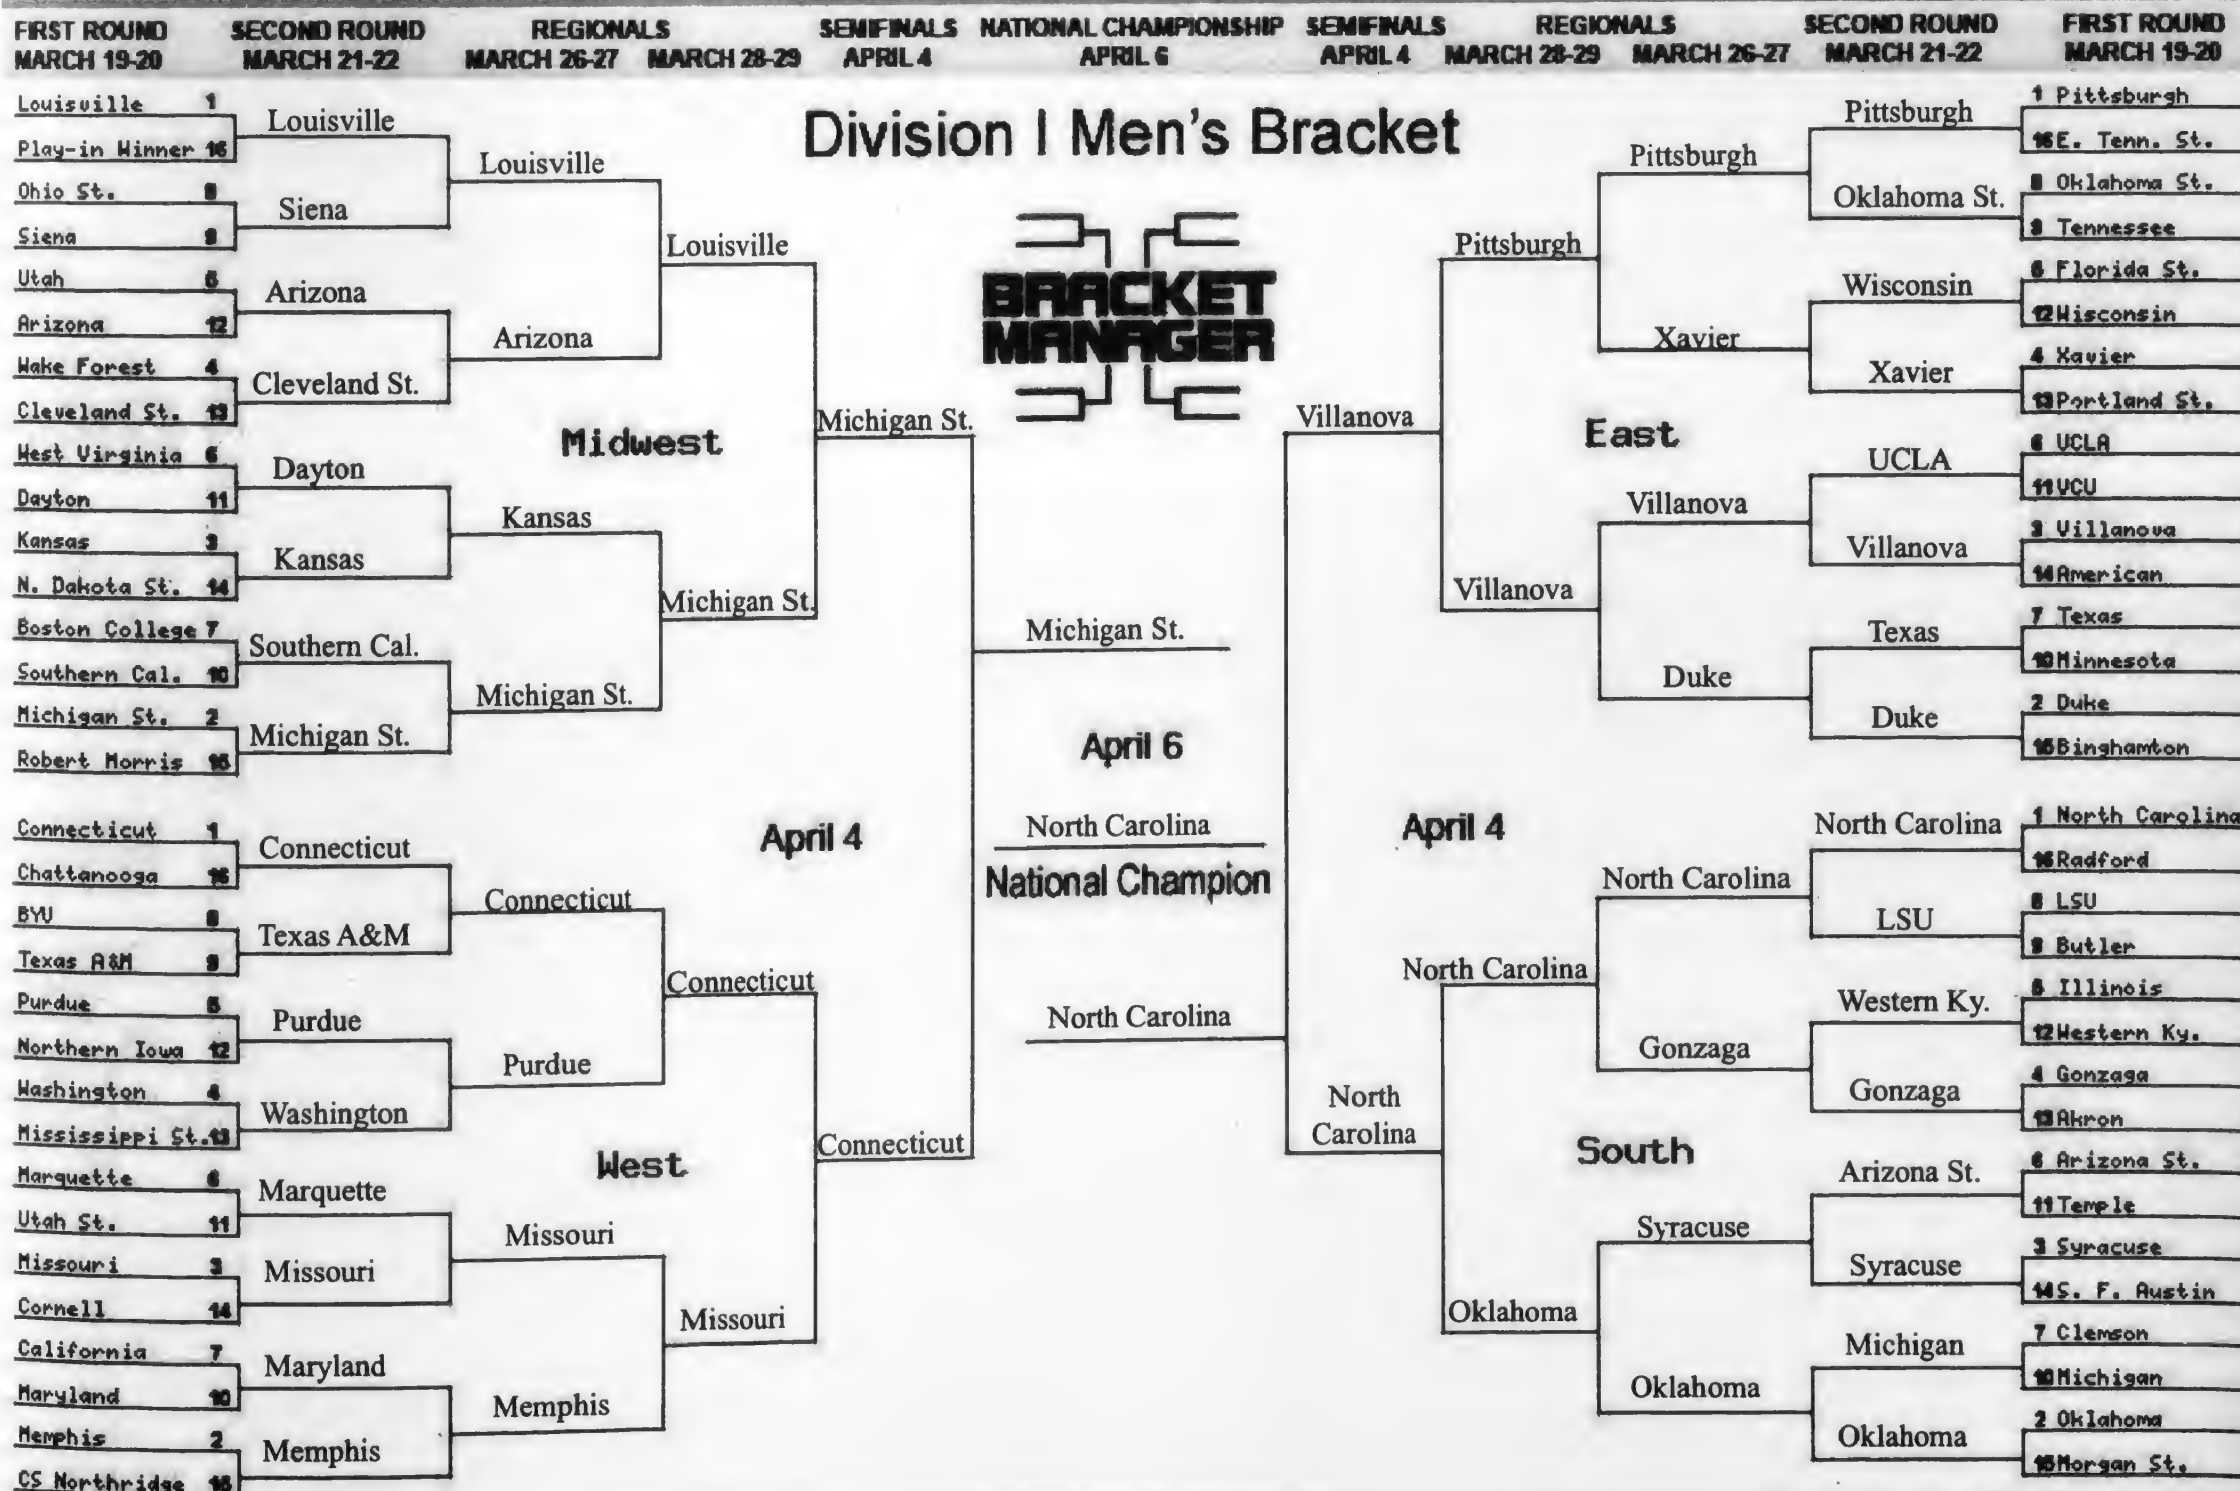 FIRST ROUND
MARCH 19-20
SECOND ROUND
MARCH 21-22
REGIONALS
MARCH 26-27 MARCH 28-29
SEMIFINALS
APRIL 4
NATIONAL CHAMPIONSHIP
APRIL 6
SEMIFINALS
APRIL 4
REGIONALS
MARCH 28-29 MARCH 26-27
SECOND ROUND
MARCH 21-22
FIRST ROUND
MARCH 19-20
Division I Men's Bracket
BRACKET
MANAGER
Louisville 1
Play-in Winner 16
Ohio St. 8
Siena 9
Utah 5
Arizona 12
Wake Forest 4
Cleveland St. 13
West Virginia 6
Dayton 11
Kansas 3
N. Dakota St. 14
Boston College 7
Southern Cal. 10
Michigan St. 2
Robert Morris 15
Louisville
Siena
Arizona
Cleveland St.
Dayton
Kansas
Southern Cal.
Michigan St.
Louisville
Arizona
Kansas
Michigan St.
Louisville
Michigan St.
Midwest
Michigan St.
Connecticut 1
Chattanooga 16
BYU 8
Texas A&M 9
Purdue 5
Northern Iowa 12
Washington 4
Mississippi St. 13
Marquette 6
Utah St. 11
Missouri 3
Cornell 14
California 7
Maryland 10
Memphis 2
CS Northridge 15
Connecticut
Texas A&M
Purdue
Washington
Marquette
Missouri
Maryland
Memphis
Connecticut
Purdue
Missouri
Memphis
Connecticut
Missouri
West
Connecticut
April 4
Michigan St.
April 6
North Carolina
National Champion
North Carolina
April 4
Villanova
North
Carolina
Pittsburgh
Villanova
East
Pittsburgh
Xavier
Villanova
Duke
Pittsburgh
Oklahoma St.
Wisconsin
Xavier
UCLA
Villanova
Texas
Duke
1 Pittsburgh
16 E. Tenn. St.
8 Oklahoma St.
9 Tennessee
5 Florida St.
12 Wisconsin
4 Xavier
13 Portland St.
6 UCLA
11 VCU
3 Villanova
14 American
7 Texas
10 Minnesota
2 Duke
15 Binghamton
North Carolina
Oklahoma
South
North Carolina
Gonzaga
Syracuse
Oklahoma
North Carolina
LSU
Western Ky.
Gonzaga
Arizona St.
Syracuse
Michigan
Oklahoma
1 North Carolina
16 Radford
8 LSU
9 Butler
5 Illinois
12 Western Ky.
4 Gonzaga
13 Akron
6 Arizona St.
11 Temple
3 Syracuse
14 S. F. Austin
7 Clemson
10 Michigan
2 Oklahoma
15 Morgan St.